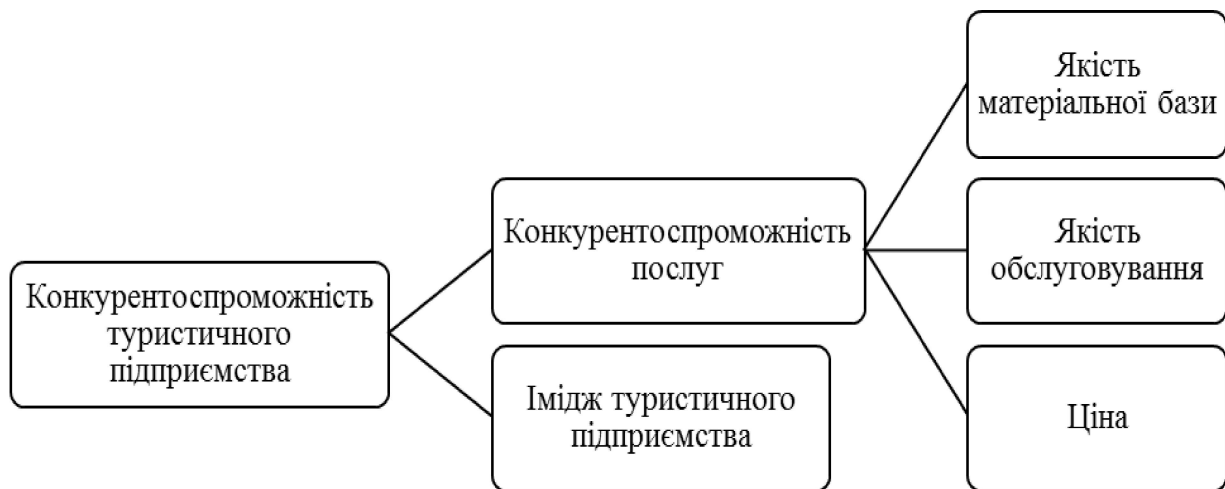 Конкурентоспроможність
туристичного
підприємства
Конкурентоспроможність
послуг
Імідж туристичного
підприємства
Якість
матеріальної бази
Якість
обслуговування
Ціна